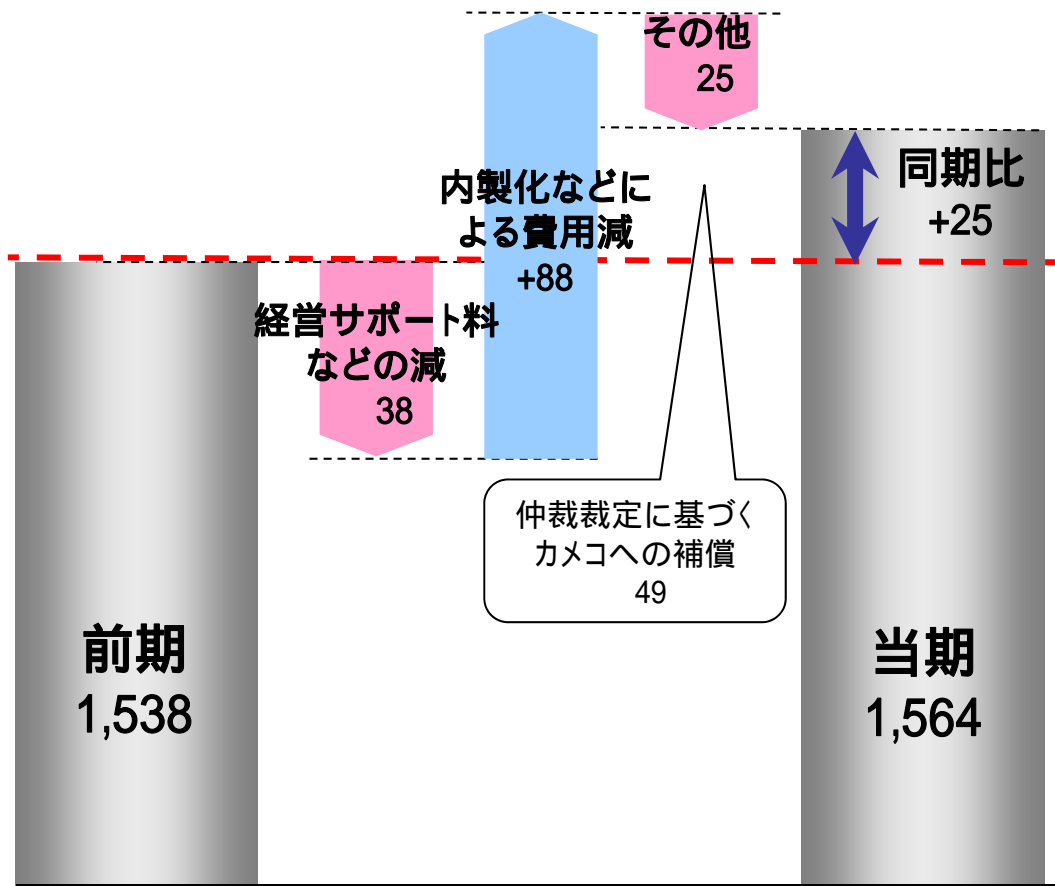 その他
25
同期比
+25
内製化などに
よる費用減
+88
経営サポート料
などの減
38
仲裁裁定に基づく
カメコへの補償
49
前期
1,538
当期
1,564